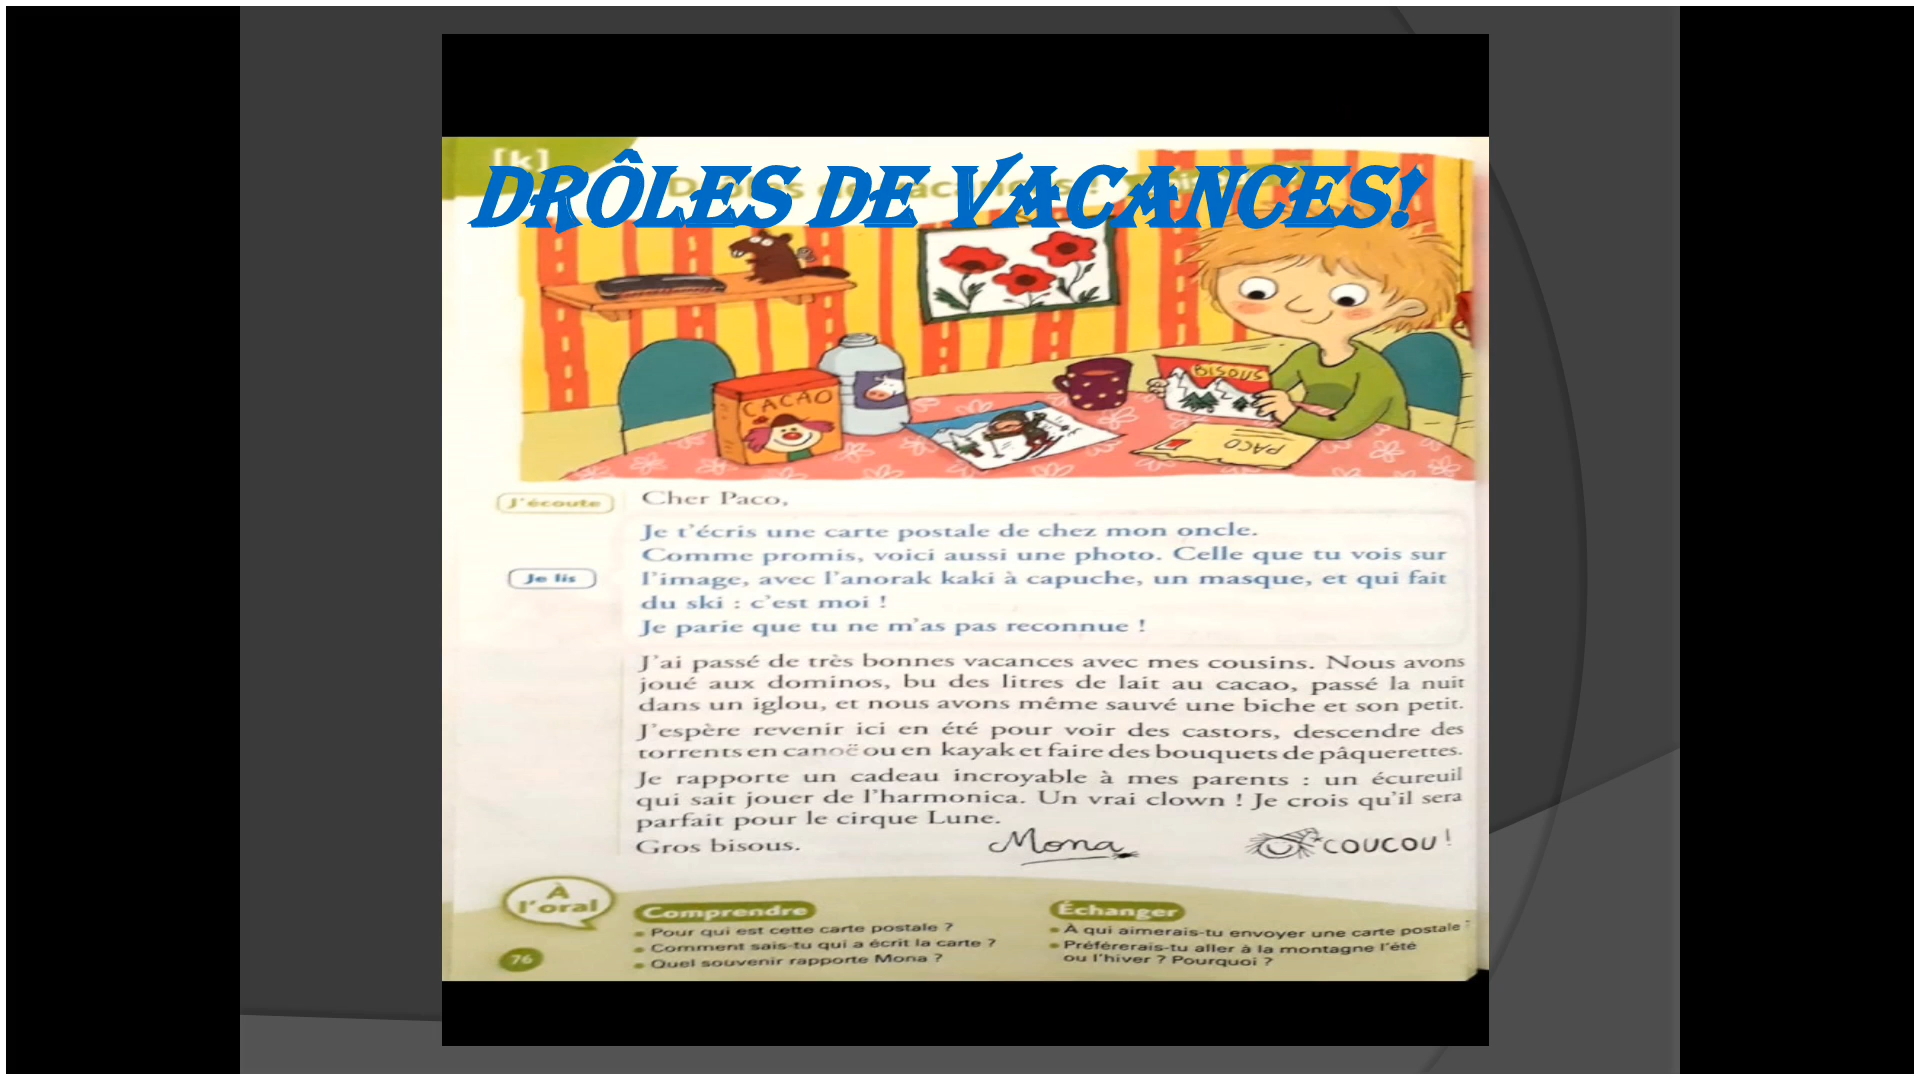 [k]
DRÔLES DE VACANCES!
BISOUS
CACAO
PACO
J'écoute
Cher Paco,
Je t'écris une carte postale de chez mon oncle.
Comme promis, voici aussi une photo. Celle que tu vois sur
Je lis
l'image, avec l'anorak kaki à capuche, un masque, et qui fait
du ski : c'est moi !
Je parie que tu ne m'as pas reconnue !
J'ai passé de très bonnes vacances avec mes cousins. Nous avons
joué aux dominos, bu des litres de lait au cacao, passé la nuit
dans un iglou, et nous avons même sauvé une biche et son petit.
J'espère revenir ici en été pour voir des castors, descendre des
torrents en canoë ou en kayak et faire des bouquets de pâquerettes.
Je rapporte un cadeau incroyable à mes parents : un écureuil
qui sait jouer de l'harmonica. Un vrai clown ! Je crois qu'il sera
parfait pour le cirque Lune.
Gros bisous.
Mona
COUCOU !
À l'oral
Comprendre
Pour qui est cette carte postale ?
Comment sais-tu qui a écrit la carte ?
Quel souvenir rapporte Mona ?
Échanger
À qui aimerais-tu envoyer une carte postale ?
Préférerais-tu aller à la montagne l'été
ou l'hiver ? Pourquoi ?
76